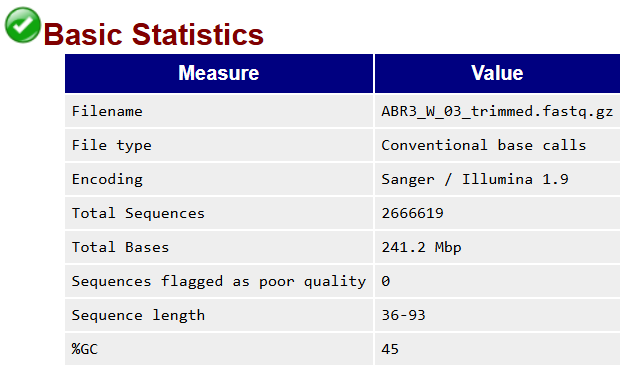 Basic Statistics
Measure Value
Filename ABR3_W_03_trimmed.fastq.gz
File type Conventional base calls
Encoding Sanger / Illumina 1.9
Total Sequences 2666619
Total Bases 241.2 Mbp
Sequences flagged as poor quality 0
Sequence length 36-93
%GC 45